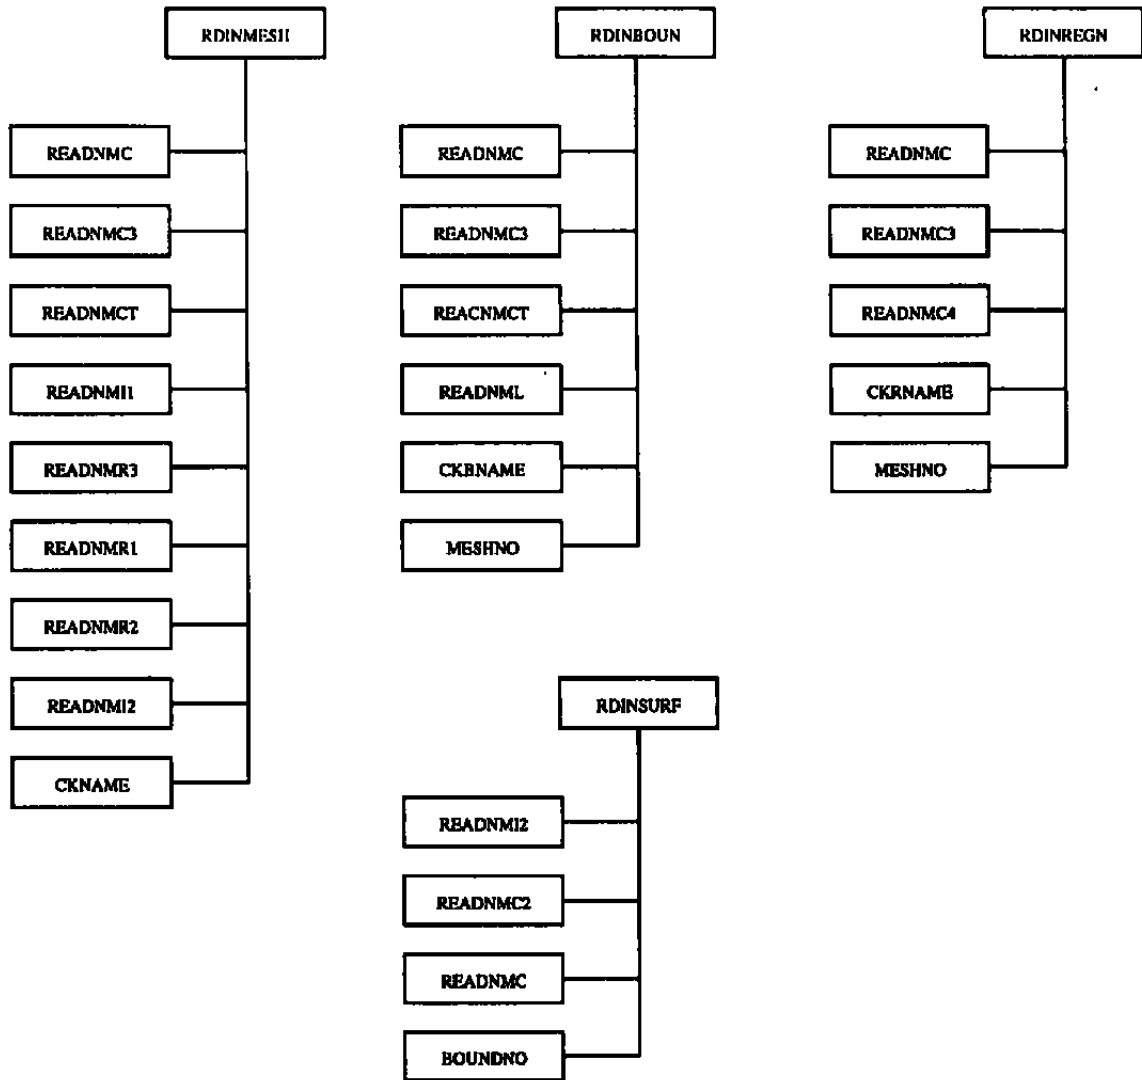 RDINMESH
READNMC
READNMC3
READNMCT
READNMI1
READNMR3
READNMR1
READNMR2
READNMI2
CKNAME
RDINBOUN
READNMC
READNMC3
REACNMCT
READNML
CKBNAME
MESHNO
RDINREGN
READNMC
READNMC3
READNMC4
CKRNAME
MESHNO
RDINSURF
READNMI2
READNMC2
READNMC
BOUNDNO